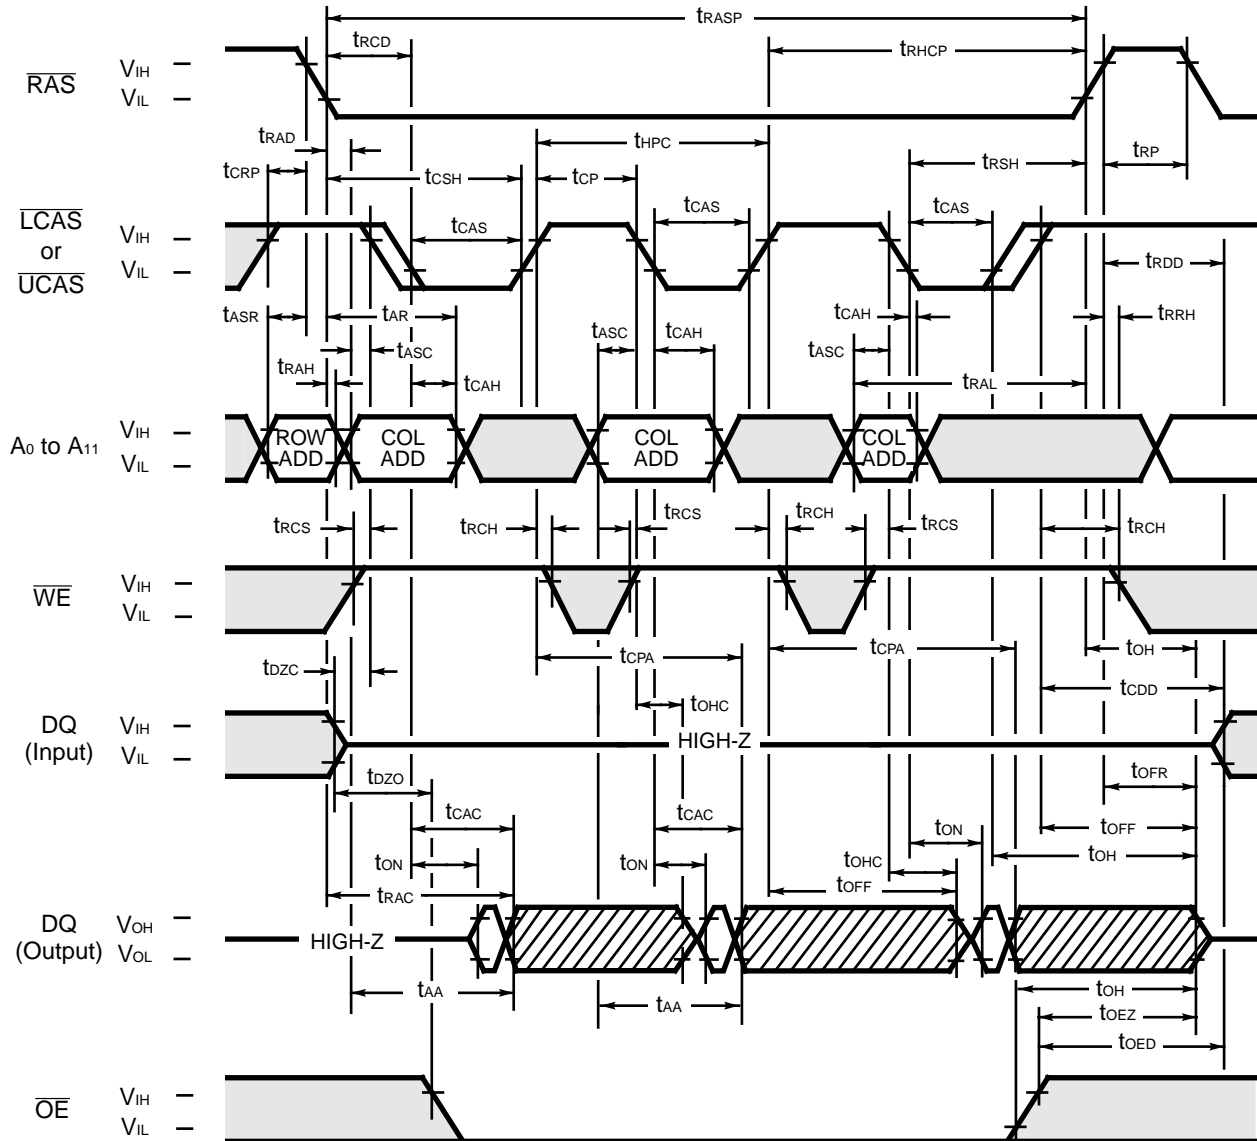 tRASP
tRCD tRHCP
RAS VIH
VIL
tRAD tHPC
tCRP tCSH tCP tRSH tRP
LCAS VIH tCAS tCAS tCAS
or
UCAS VIL tRDD
tASR tAR tASC tCAH tCAH tRRH
tRAH tASC tCAH tASC tRAL
A0 to A11 VIH ROW ADD COL ADD COL ADD COL ADD
VIL
tRCS tRCH tRCS tRCH tRCS tRCH
WE VIH
VIL
tCPA tCPA tOH
tDZC tOHC tCDD
DQ VIH
(Input) VIL HIGH-Z
tDZO tOFR
tCAC tCAC tOFF
tON tON tOHC tON tOH
tRAC tOFF
DQ VOH
(Output) VOL HIGH-Z
tAA tAA tOH
tOEZ
tOED
OE VIH
VIL